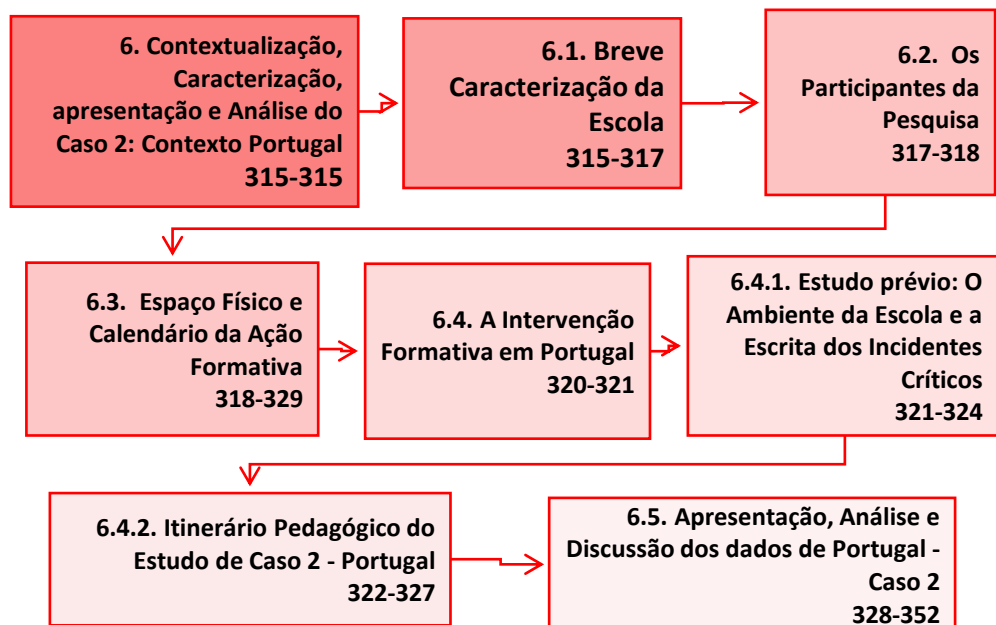 6. Contextualização,
Caracterização,
apresentação e Análise do
Caso 2: Contexto Portugal
315-315
6.1. Breve
Caracterização da
Escola
315-317
6.2. Os
Participantes da
Pesquisa
317-318
6.3. Espaço Físico e
Calendário da Ação
Formativa
318-329
6.4. A Intervenção
Formativa em Portugal
320-321
6.4.1. Estudo prévio: O
Ambiente da Escola e a
Escrita dos Incidentes
Críticos
321-324
6.4.2. Itinerário Pedagógico do
Estudo de Caso 2 - Portugal
322-327
6.5. Apresentação, Análise e
Discussão dos dados de Portugal -
Caso 2
328-352